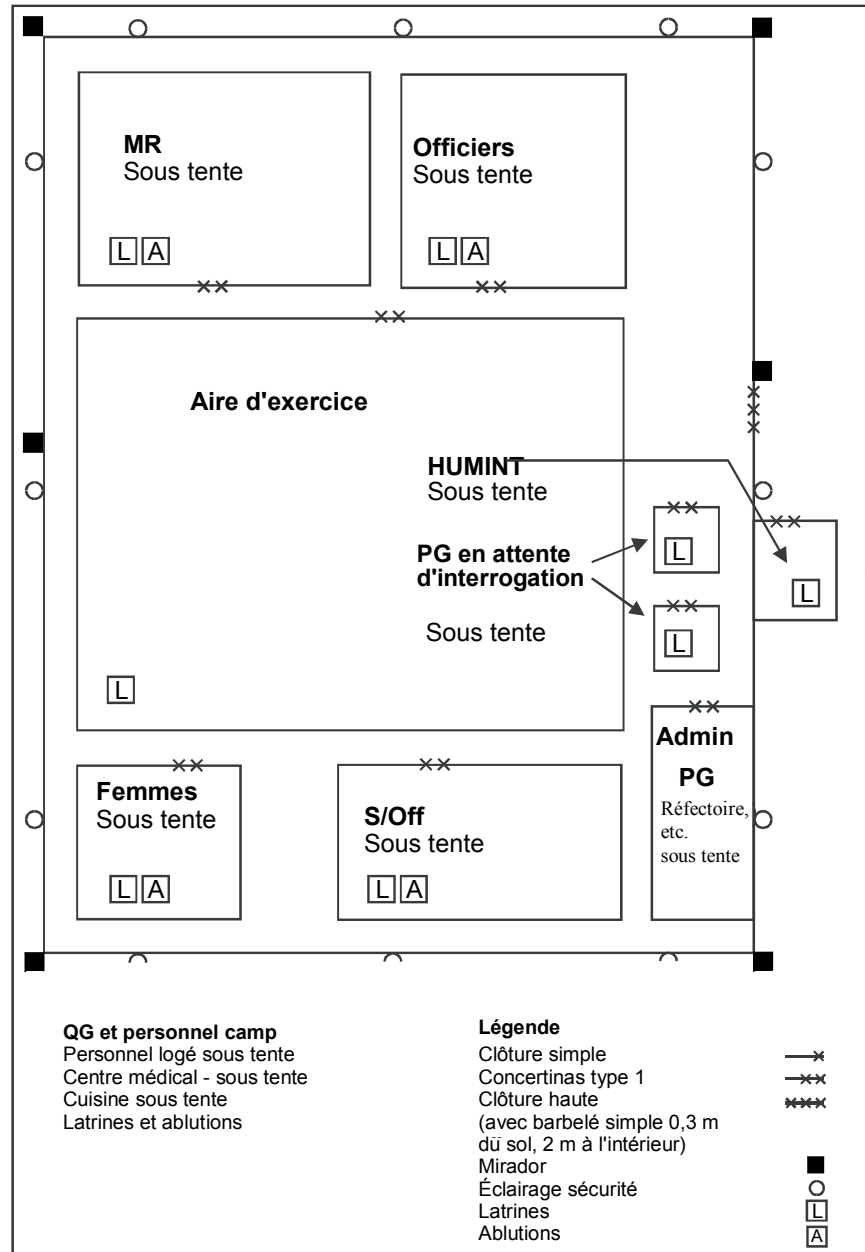 MR
Sous tente
L A
Officiers
Sous tente
L A
Aire d'exercice
HUMINT
Sous tente
PG en attente
d'interrogation
Sous tente
L
L
L
L
Femmes
Sous tente
L A
S/Off
Sous tente
L A
Admin
PG
Réfectoire,
etc.
sous tente
QG et personnel camp
Personnel logé sous tente
Centre médical - sous tente
Cuisine sous tente
Latrines et ablutions
Légende
Clôture simple
Concertinas type 1
Clôture haute
(avec barbelé simple 0,3 m
dü sol, 2 m à l'intérieur)
Mirador
Éclairage sécurité
Latrines L
Ablutions A